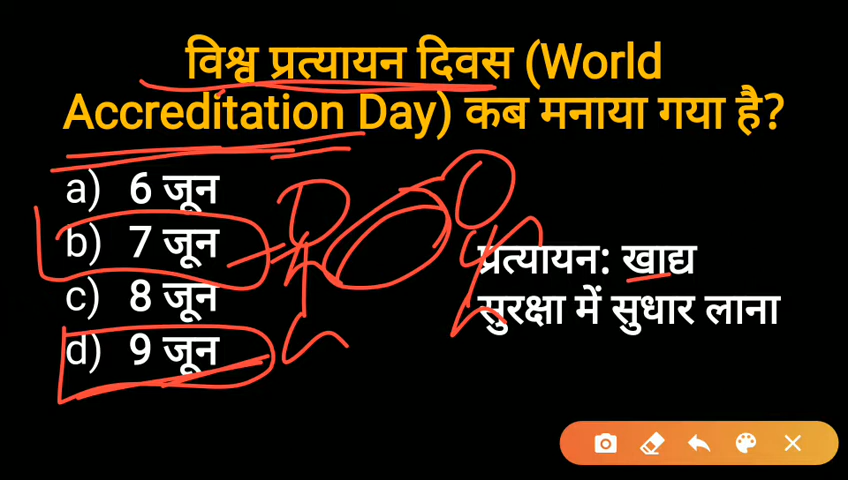 विश्व प्रत्यायन दिवस (World
Accreditation Day) कब मनाया गया है?
a) 6 जून
b) 7 जून
c) 8 जून
d) 9 जून
प्रत्यायन: खाद्य
सुरक्षा में सुधार लाना